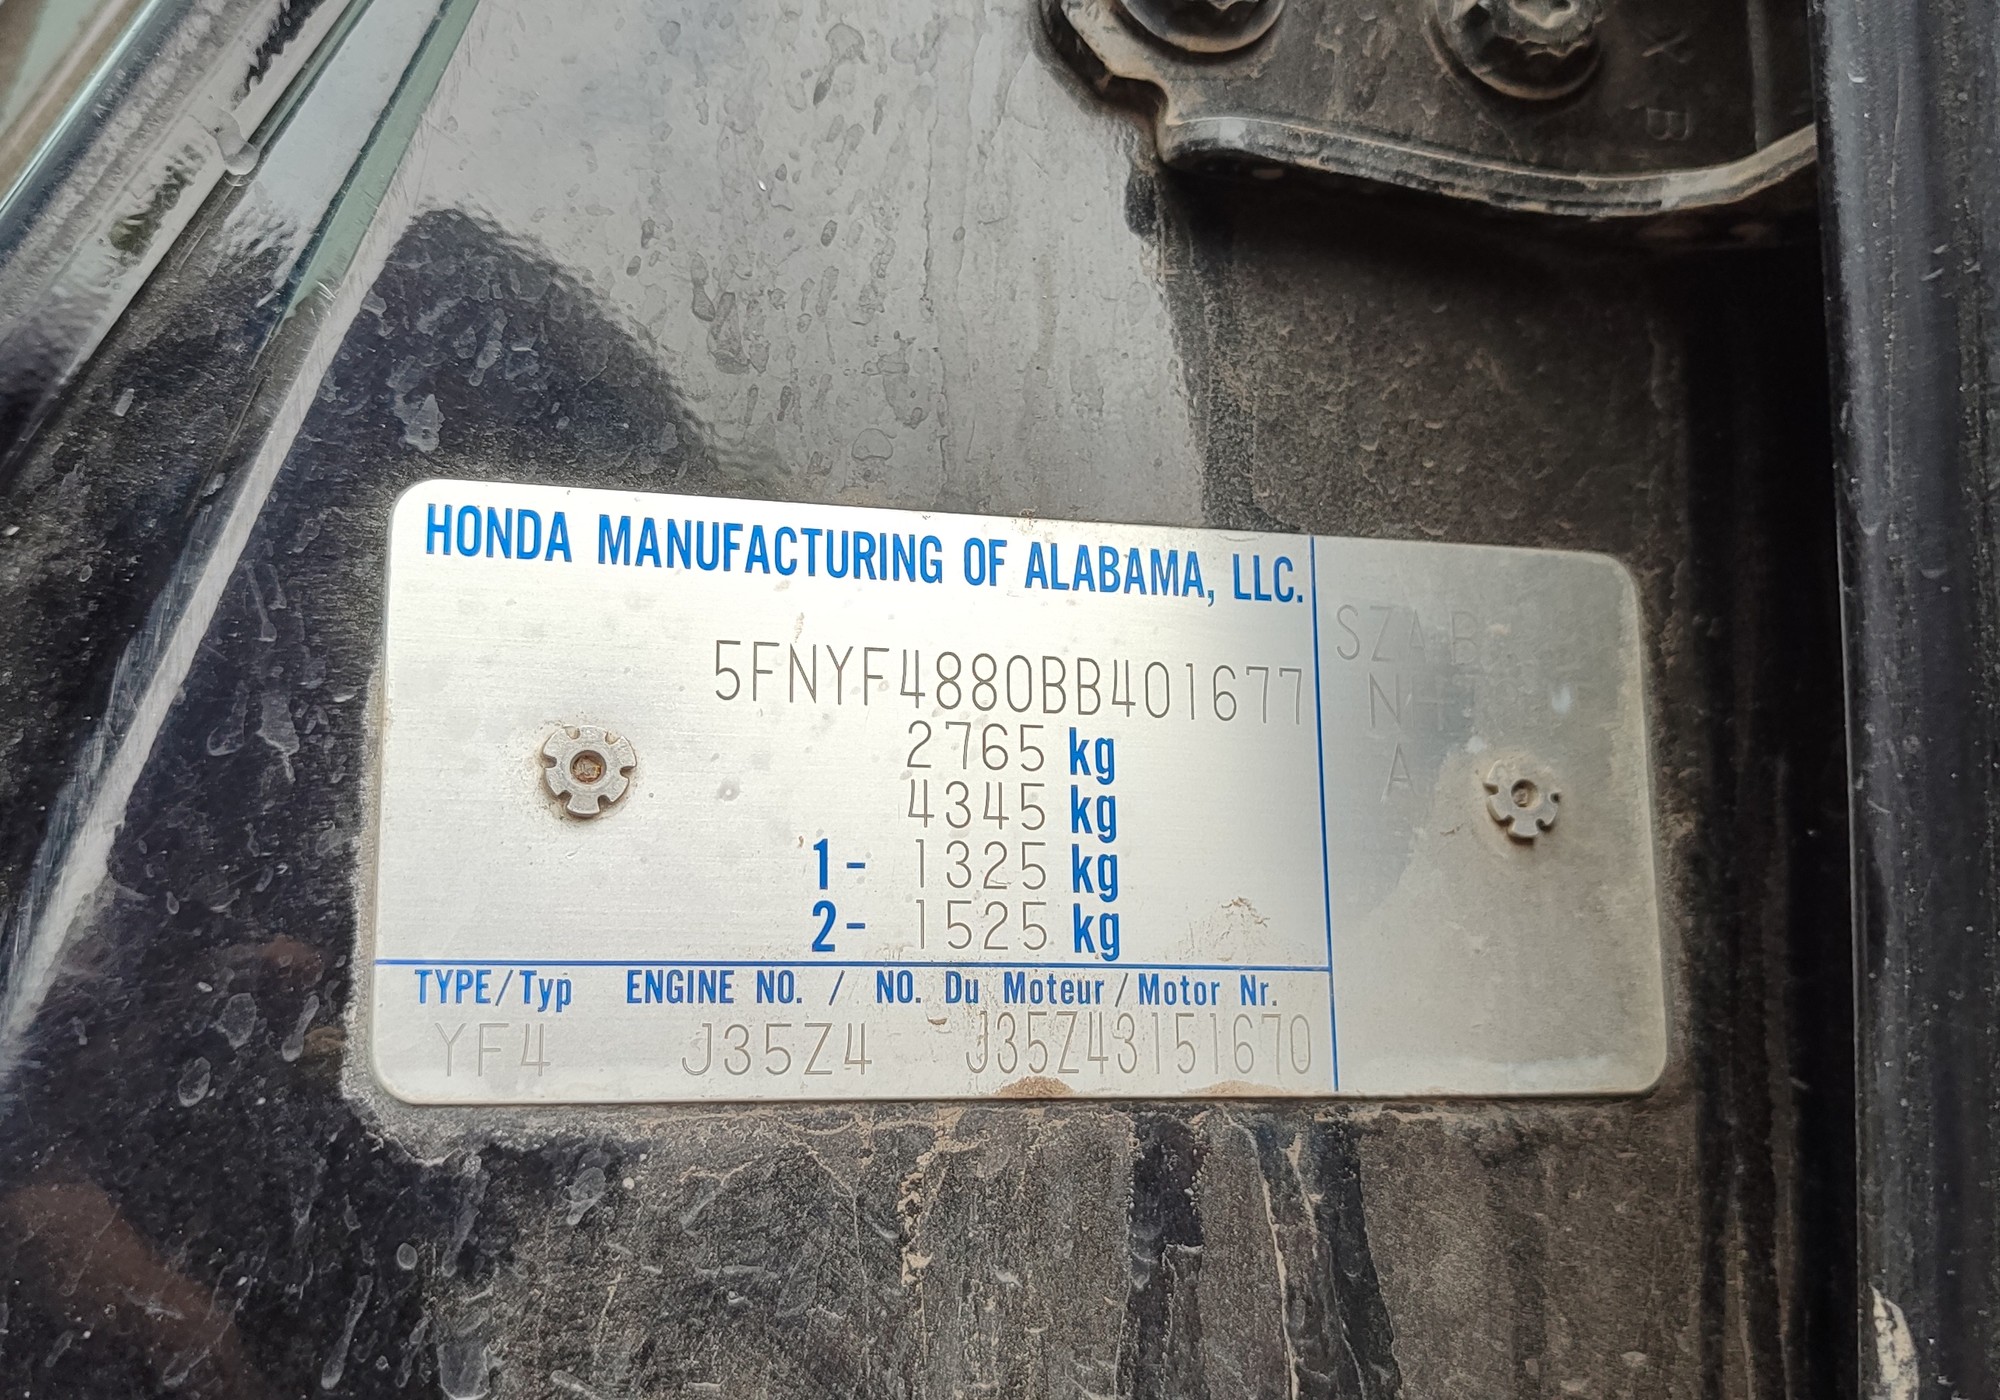 HONDA MANUFACTURING OF ALABAMA, LLC.
5FNYF4880BB401677
2765 kg
4345 kg
1- 1325 kg
2- 1525 kg
TYPE/Typ ENGINE NO. / NO. Du Moteur / Motor Nr.
YF4 J35Z4 J35Z43151670
SZAB
N
A
X B